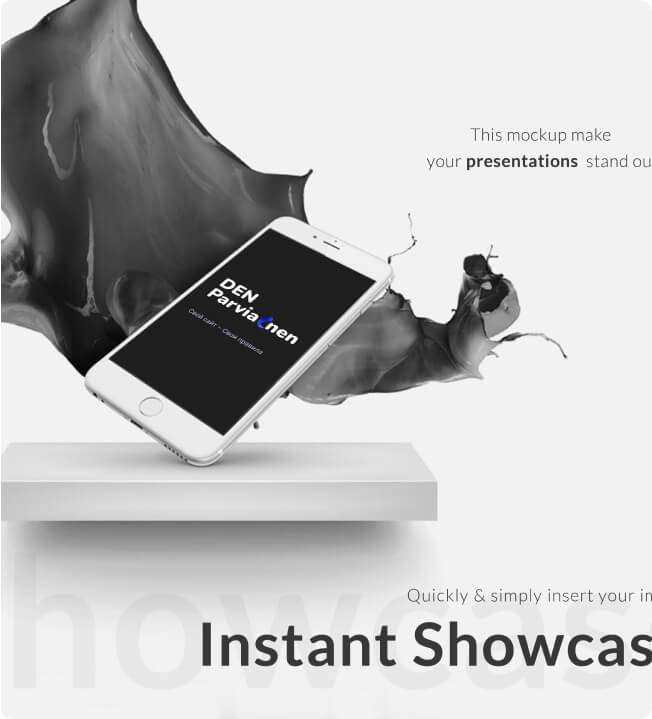 This mockup make
your presentations stand ou
DEN
Parviainen
Свой сайт - Свои правила
Quickly & simply insert your im
Instant Showcas
howcas